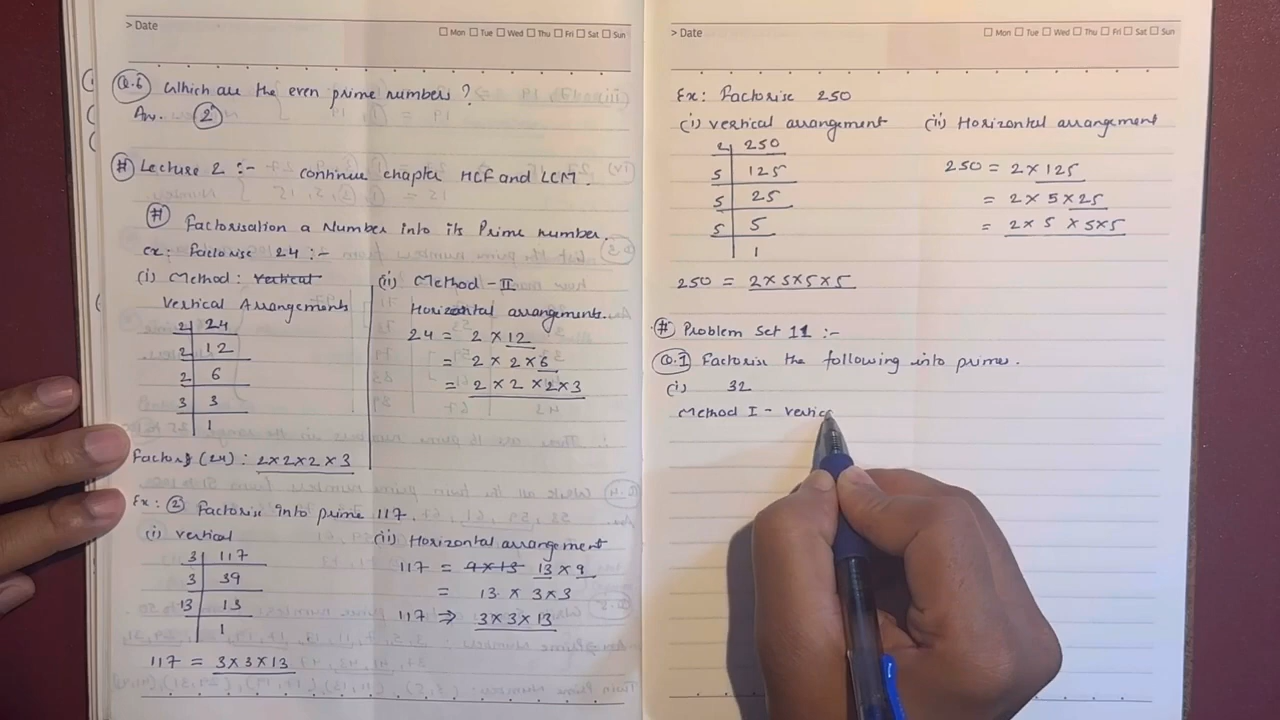 > Date
Mon Tue Wed Thu Fri Sat Sun
Q.6 Which are the even prime numbers ?
An. 2
# Lecture 2 :- continue chapter HCF and LCM.
# Factorisation a Number into its Prime number.
ex: Factorise 24 :-
(i) Method : vertical
Vertical Arrangements
2 | 24
2 | 12
2 | 6
3 | 3
1
Factors (24) : 2×2×2×3
(ii) Method - II
Horizontal arrangements.
24 = 2 × 12
= 2 × 2 × 6
= 2 × 2 × 2 × 3
Ex: 2 Factorise into prime 117.
(i) vertical
3 | 117
3 | 39
13 | 13
1
117 = 3×3×13
(ii) Horizontal arrangement
117 = 9×13 13 × 9
= 13 × 3 × 3
117 ⇒ 3×3×13
> Date
Mon Tue Wed Thu Fri Sat Sun
Ex: Factorise 250
(i) vertical arrangement
2 | 250
5 | 125
5 | 25
5 | 5
1
250 = 2×5×5×5
(ii) Horizontal arrangement
250 = 2 × 125
= 2 × 5 × 25
= 2 × 5 × 5×5
# Problem Set 11 :-
Q.1 Factorise the following into primes.
(i) 32
Method I - vertic